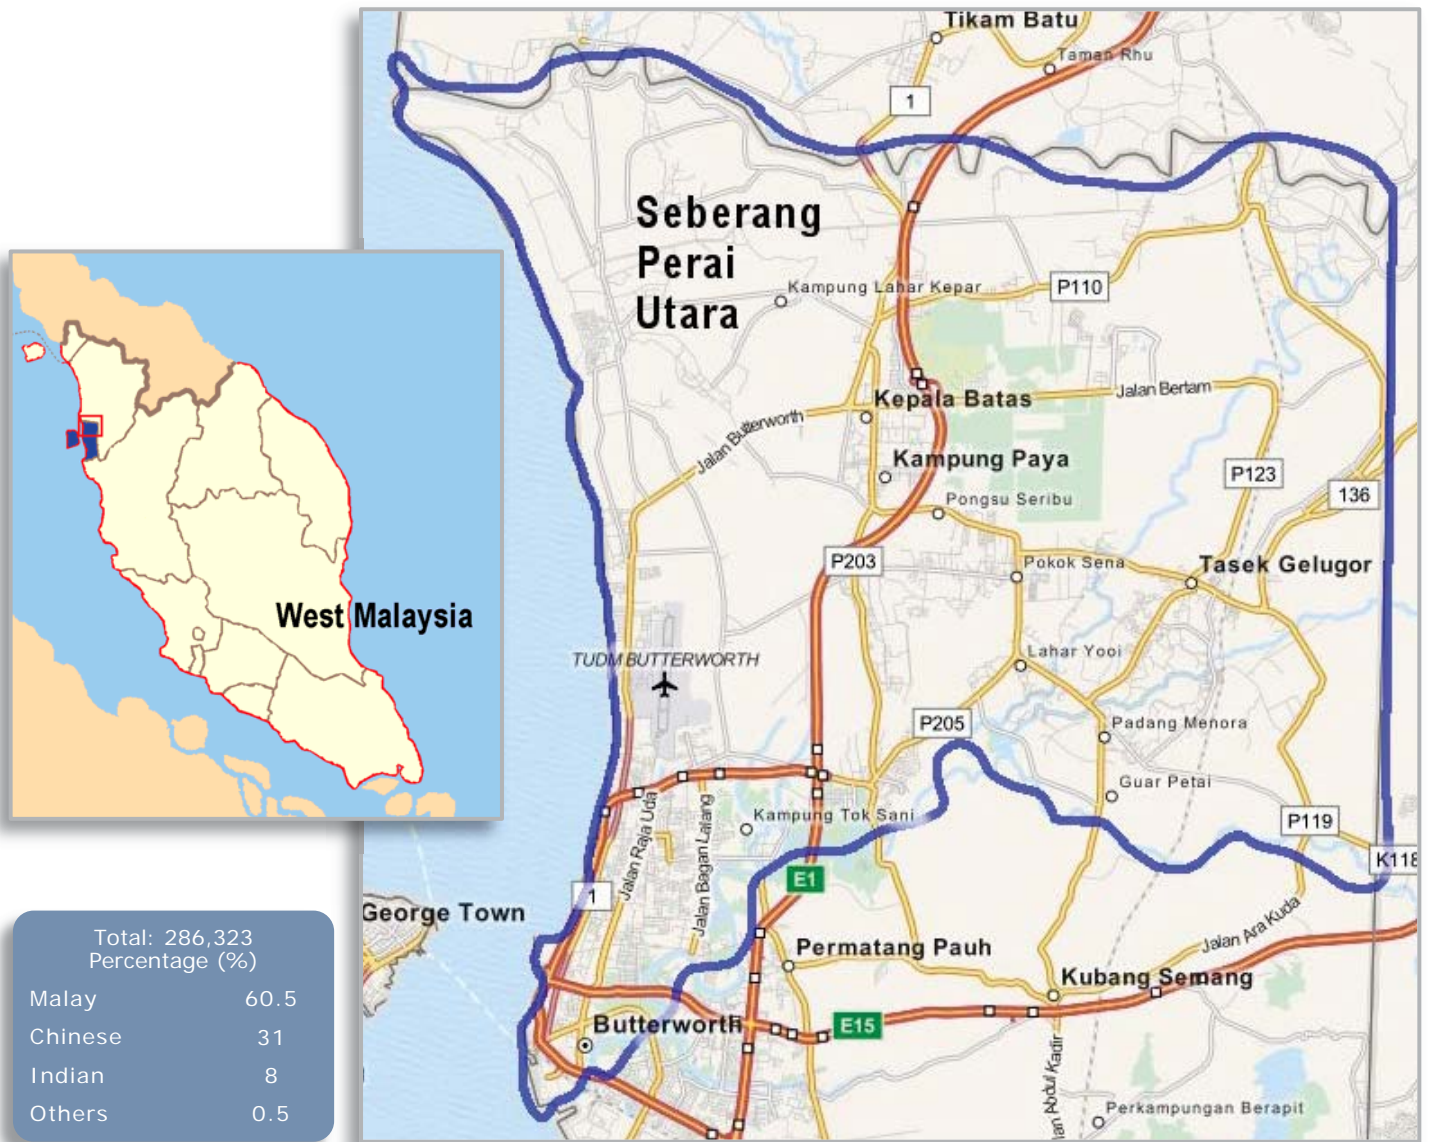 Tikam Batu
Taman Rhu
1
Seberang
Perai
Utara
Kampung Lahar Kepar
P110
Kepala Batas
Jalan Bertam
Jalan Butterworth
Kampung Paya
P123
136
Pongsu Seribu
P203
Pokok Sena
Tasek Gelugor
West Malaysia
TUDM BUTTERWORTH
Lahar Yooi
P205
Padang Menora
Guar Petai
Kampung Tok Sani
Jalan Raja Uda
Jalan Bagan Lalang
P119
K118
E1
1
George Town
Jalan Ara Kuda
Permatang Pauh
Kubang Semang
Butterworth
E15
lan Abdul Kadir
Perkampungan Berapit
Total: 286,323
Percentage (%)
Malay 60.5
Chinese 31
Indian 8
Others 0.5